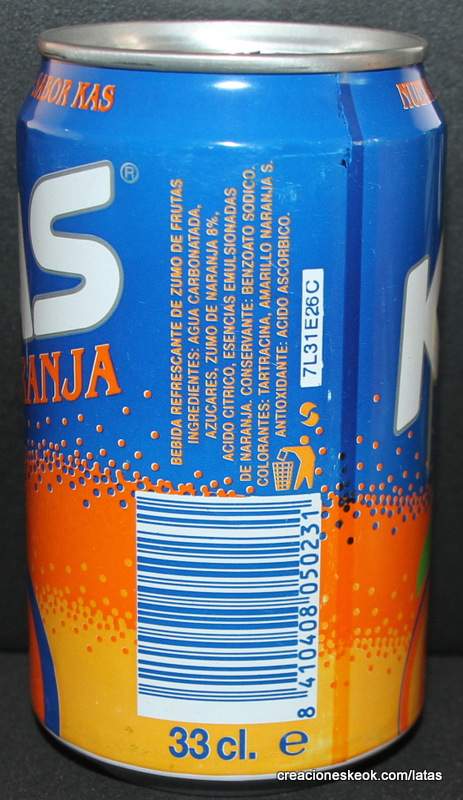 SABOR KAS
AS®
ANJA
BEBIDA REFRESCANTE DE ZUMO DE FRUTAS
INGREDIENTES: AGUA CARBONATADA,
AZUCARES, ZUMO DE NARANJA 8%,
ACIDO CITRICO, ESENCIAS EMULSIONADAS
DE NARANJA. CONSERVANTE: BENZOATO SODICO.
COLORANTES: TARTRACINA, AMARILLO NARANJA S.
ANTIOXIDANTE: ACIDO ASCORBICO.
7L31E26C
8 410408 050231
33 cl. e
K
creacioneskeok.com/latas